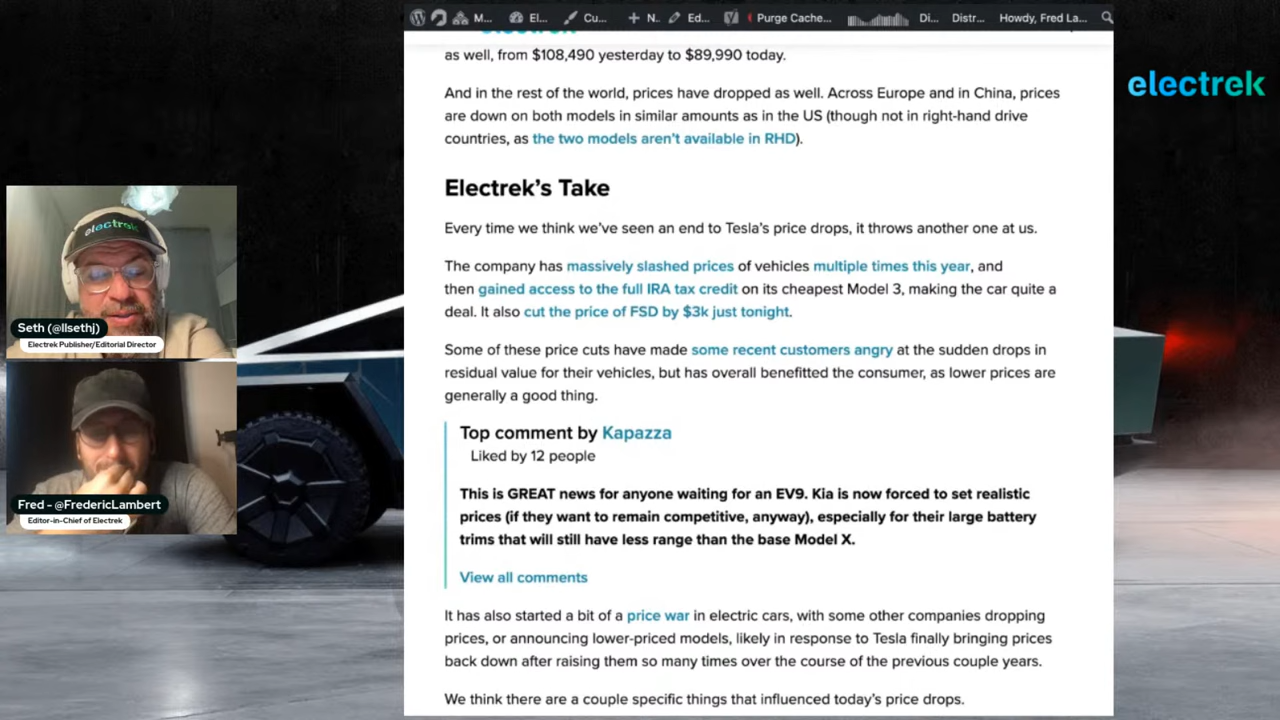 M...
El...
Cu...
N.
Ed...
Purge Cache...
Di...
Distr...
Howdy, Fred La...
as well, from $108,490 yesterday to $89,990 today.
And in the rest of the world, prices have dropped as well. Across Europe and in China, prices
are down on both models in similar amounts as in the US (though not in right-hand drive
countries, as the two models aren’t available in RHD).
Electrek’s Take
Every time we think we’ve seen an end to Tesla’s price drops, it throws another one at us.
The company has massively slashed prices of vehicles multiple times this year, and
then gained access to the full IRA tax credit on its cheapest Model 3, making the car quite a
deal. It also cut the price of FSD by $3k just tonight.
Some of these price cuts have made some recent customers angry at the sudden drops in
residual value for their vehicles, but has overall benefitted the consumer, as lower prices are
generally a good thing.
Top comment by Kapazza
Liked by 12 people
This is GREAT news for anyone waiting for an EV9. Kia is now forced to set realistic
prices (if they want to remain competitive, anyway), especially for their large battery
trims that will still have less range than the base Model X.
View all comments
It has also started a bit of a price war in electric cars, with some other companies dropping
prices, or announcing lower-priced models, likely in response to Tesla finally bringing prices
back down after raising them so many times over the course of the previous couple years.
We think there are a couple specific things that influenced today’s price drops.
electrek
electrek
Seth (@llsethj)
Electrek Publisher/Editorial Director
Fred - @FredericLambert
Editor-in-Chief of Electrek